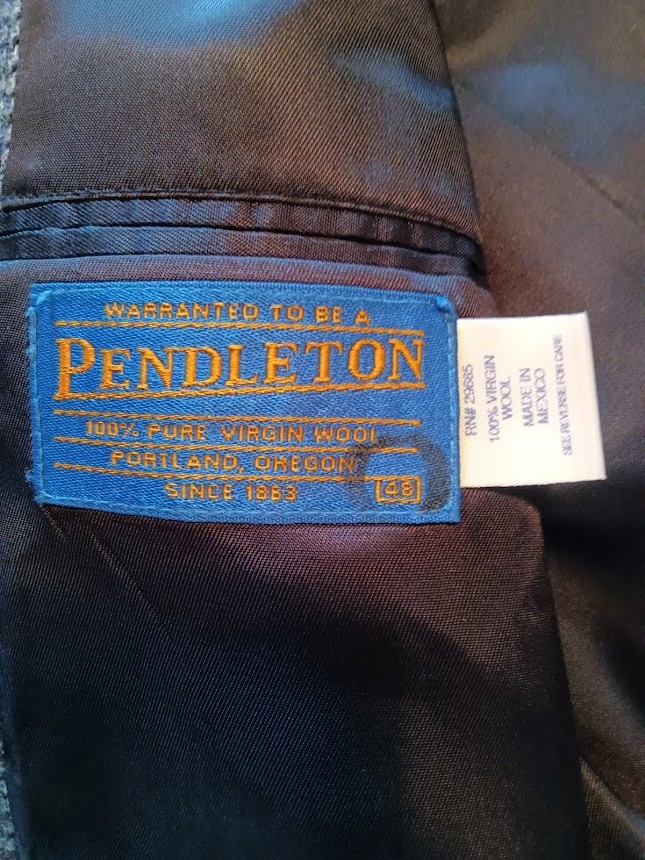 WARRANTED TO BE A
PENDLETON
100% PURE VIRGIN WOOL
PORTLAND, OREGON
SINCE 1863
48
RN# 29685
100% VIRGIN
WOOL
MADE IN
MEXICO
SEE REVERSE FOR CARE